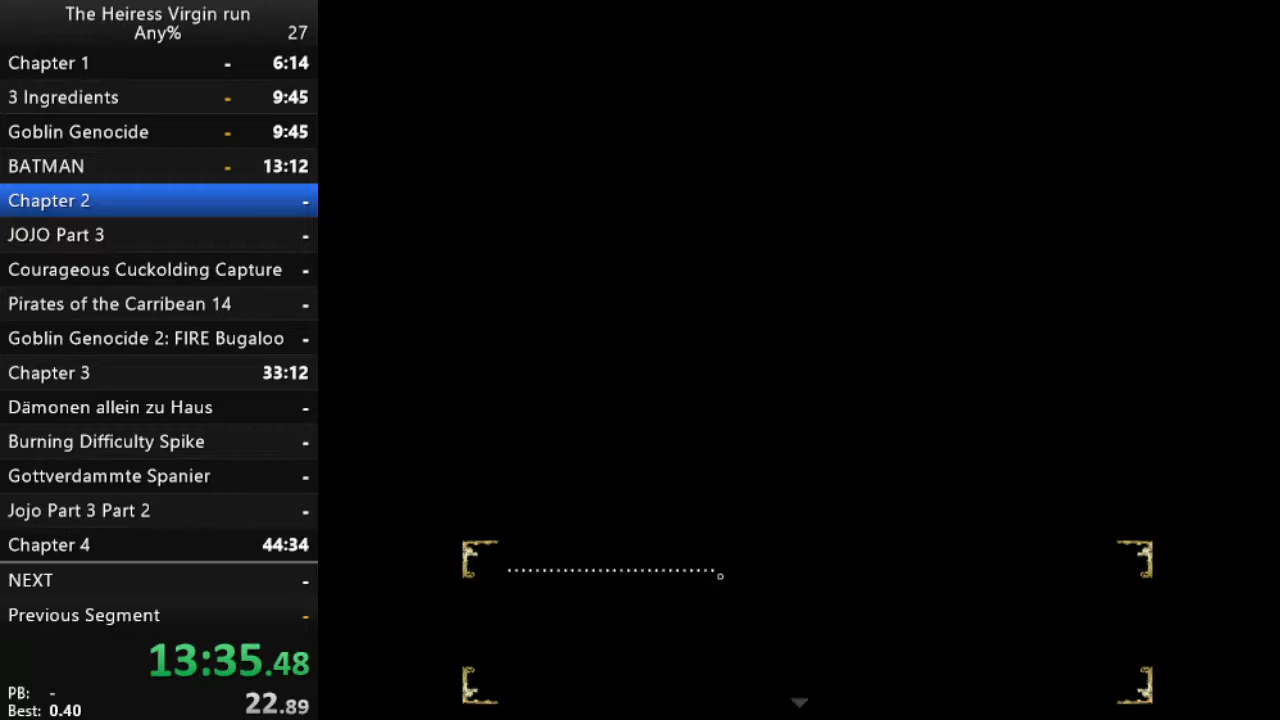 The Heiress Virgin run
Any% 27
Chapter 1 - 6:14
3 Ingredients - 9:45
Goblin Genocide - 9:45
BATMAN - 13:12
Chapter 2 -
JOJO Part 3 -
Courageous Cuckolding Capture -
Pirates of the Carribean 14 -
Goblin Genocide 2: FIRE Bugaloo -
Chapter 3 33:12
Dämonen allein zu Haus -
Burning Difficulty Spike -
Gottverdammte Spanier -
Jojo Part 3 Part 2 -
Chapter 4 44:34
NEXT -
Previous Segment -
13:35.48
PB: -
Best: 0.40 22.89
..............................。